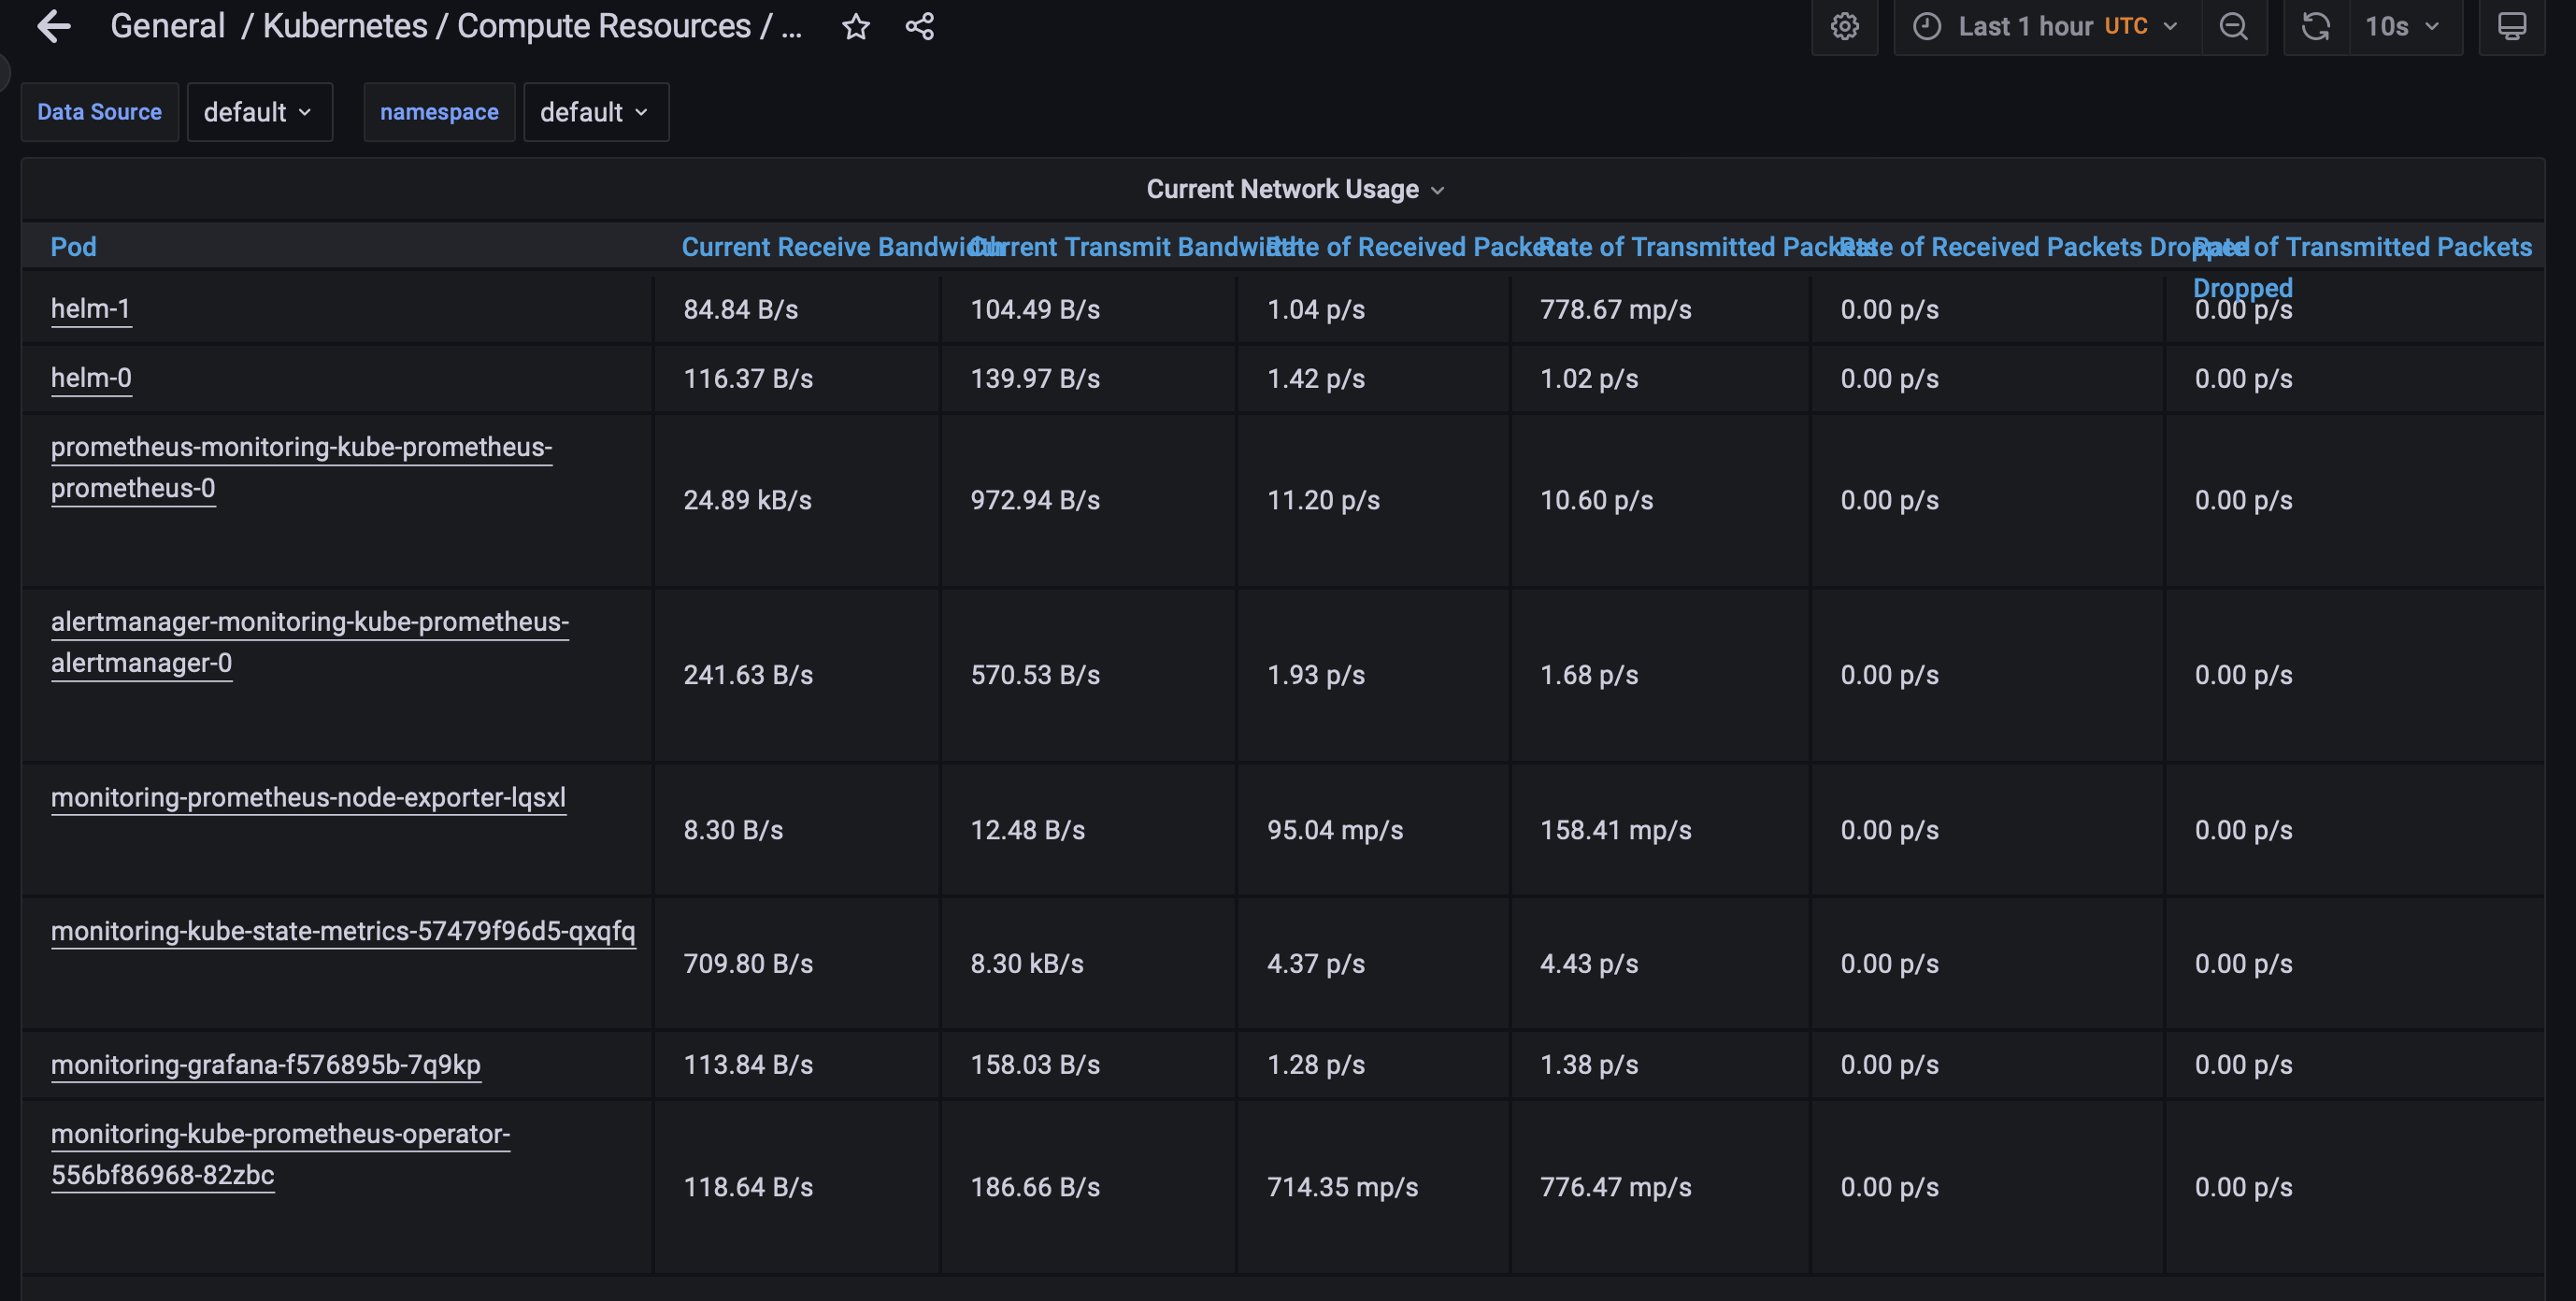 General / Kubernetes / Compute Resources / ...
Last 1 hour UTC
10s
Data Source default namespace default
Current Network Usage
Pod Current Receive Bandwidth Current Transmit Bandwidth Rate of Received Packets Rate of Transmitted Packets Rate of Received Packets Dropped Rate of Transmitted Packets
Dropped
helm-1 84.84 B/s 104.49 B/s 1.04 p/s 778.67 mp/s 0.00 p/s 0.00 p/s
helm-0 116.37 B/s 139.97 B/s 1.42 p/s 1.02 p/s 0.00 p/s 0.00 p/s
prometheus-monitoring-kube-prometheus-
prometheus-0
24.89 kB/s 972.94 B/s 11.20 p/s 10.60 p/s 0.00 p/s 0.00 p/s
alertmanager-monitoring-kube-prometheus-
alertmanager-0
241.63 B/s 570.53 B/s 1.93 p/s 1.68 p/s 0.00 p/s 0.00 p/s
monitoring-prometheus-node-exporter-lqsxl
8.30 B/s 12.48 B/s 95.04 mp/s 158.41 mp/s 0.00 p/s 0.00 p/s
monitoring-kube-state-metrics-57479f96d5-qxqfq
709.80 B/s 8.30 kB/s 4.37 p/s 4.43 p/s 0.00 p/s 0.00 p/s
monitoring-grafana-f576895b-7q9kp 113.84 B/s 158.03 B/s 1.28 p/s 1.38 p/s 0.00 p/s 0.00 p/s
monitoring-kube-prometheus-operator-
556bf86968-82zbc
118.64 B/s 186.66 B/s 714.35 mp/s 776.47 mp/s 0.00 p/s 0.00 p/s